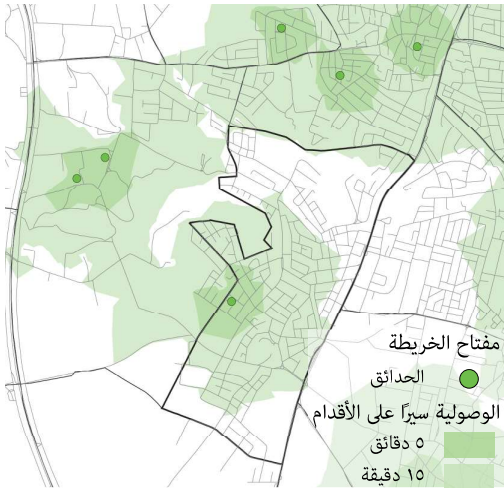 مفتاح الخريطة
الحدائق
الوصولية سيرًا على الأقدام
٥ دقائق
١٥ دقيقة